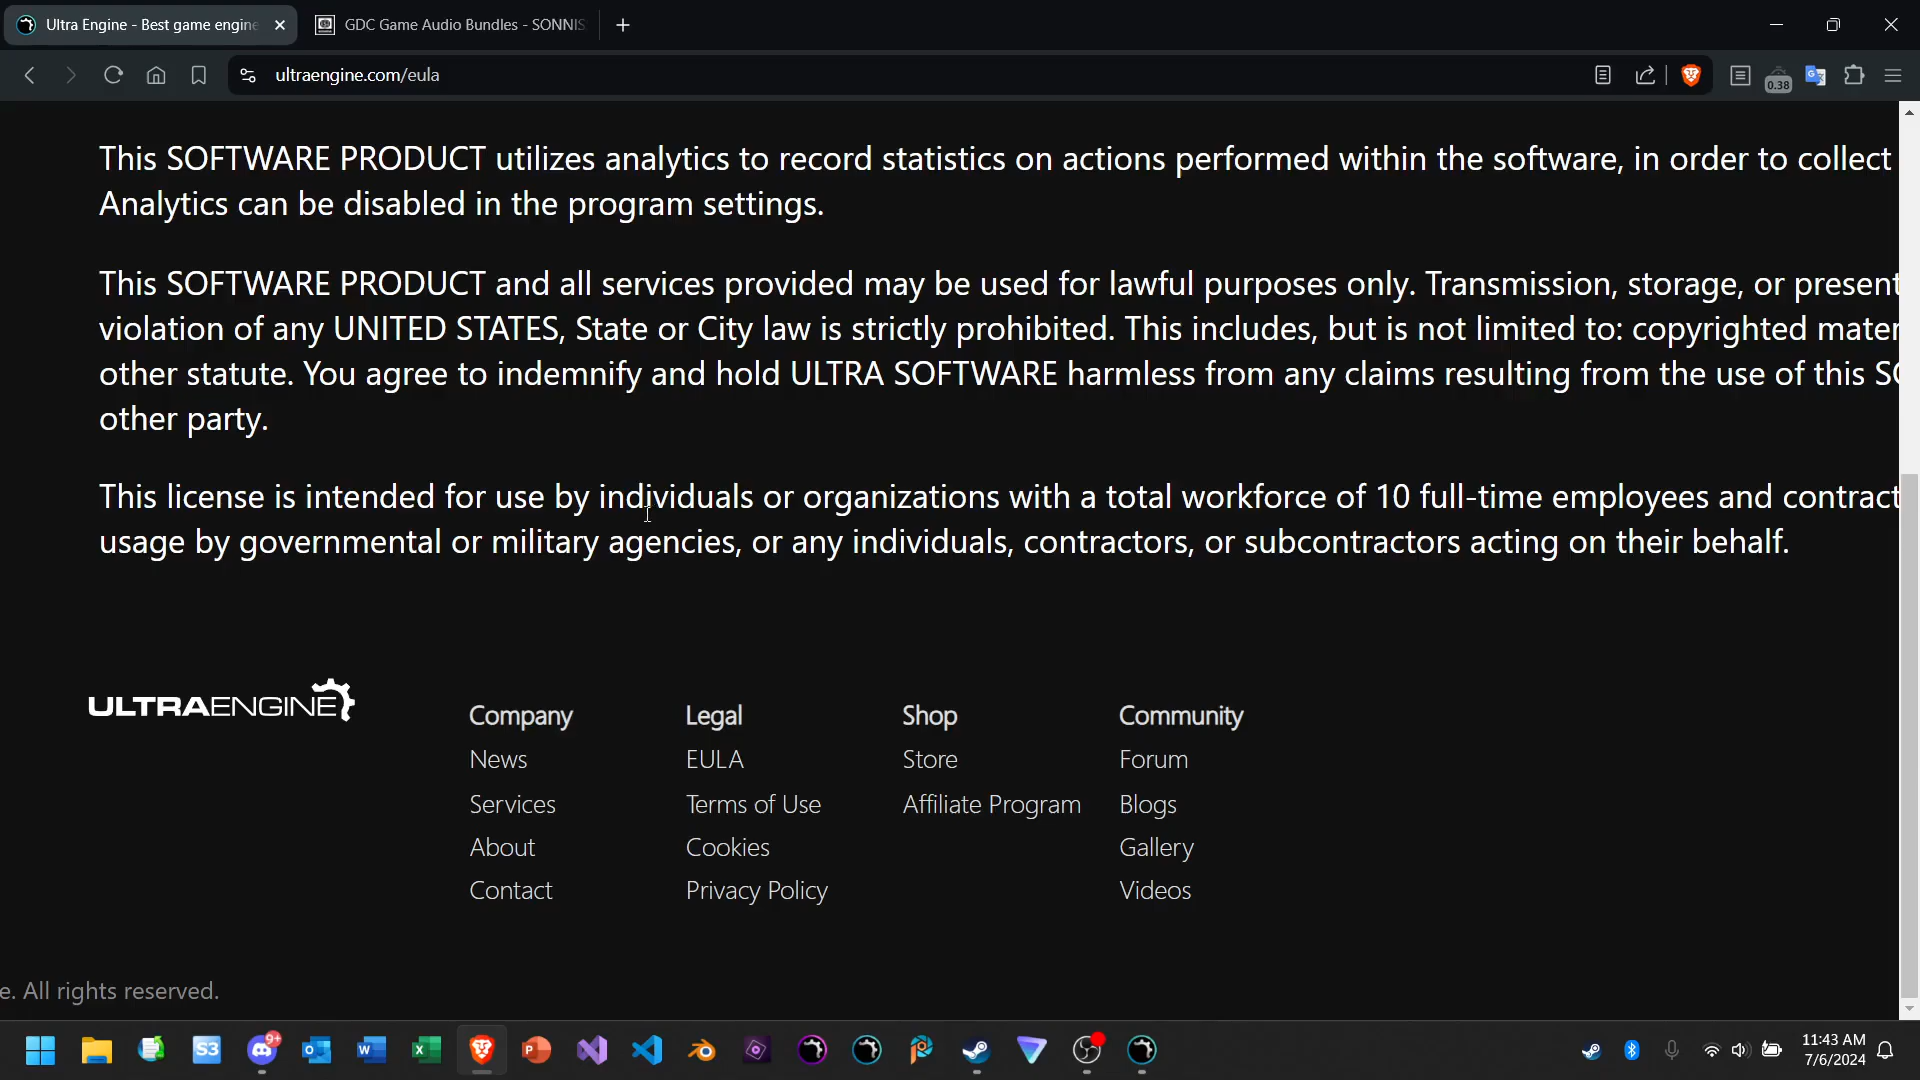 Ultra Engine - Best game engine
GDC Game Audio Bundles - SONNIS
ultraengine.com/eula
0.38
This SOFTWARE PRODUCT utilizes analytics to record statistics on actions performed within the software, in order to collect
Analytics can be disabled in the program settings.
This SOFTWARE PRODUCT and all services provided may be used for lawful purposes only. Transmission, storage, or present
violation of any UNITED STATES, State or City law is strictly prohibited. This includes, but is not limited to: copyrighted mater
other statute. You agree to indemnify and hold ULTRA SOFTWARE harmless from any claims resulting from the use of this SO
other party.
This license is intended for use by individuals or organizations with a total workforce of 10 full-time employees and contract
usage by governmental or military agencies, or any individuals, contractors, or subcontractors acting on their behalf.
ULTRAENGINE
Company
Legal
Shop
Community
News
EULA
Store
Forum
Services
Terms of Use
Affiliate Program
Blogs
About
Cookies
Gallery
Contact
Privacy Policy
Videos
e. All rights reserved.
S3
9+
11:43 AM
7/6/2024